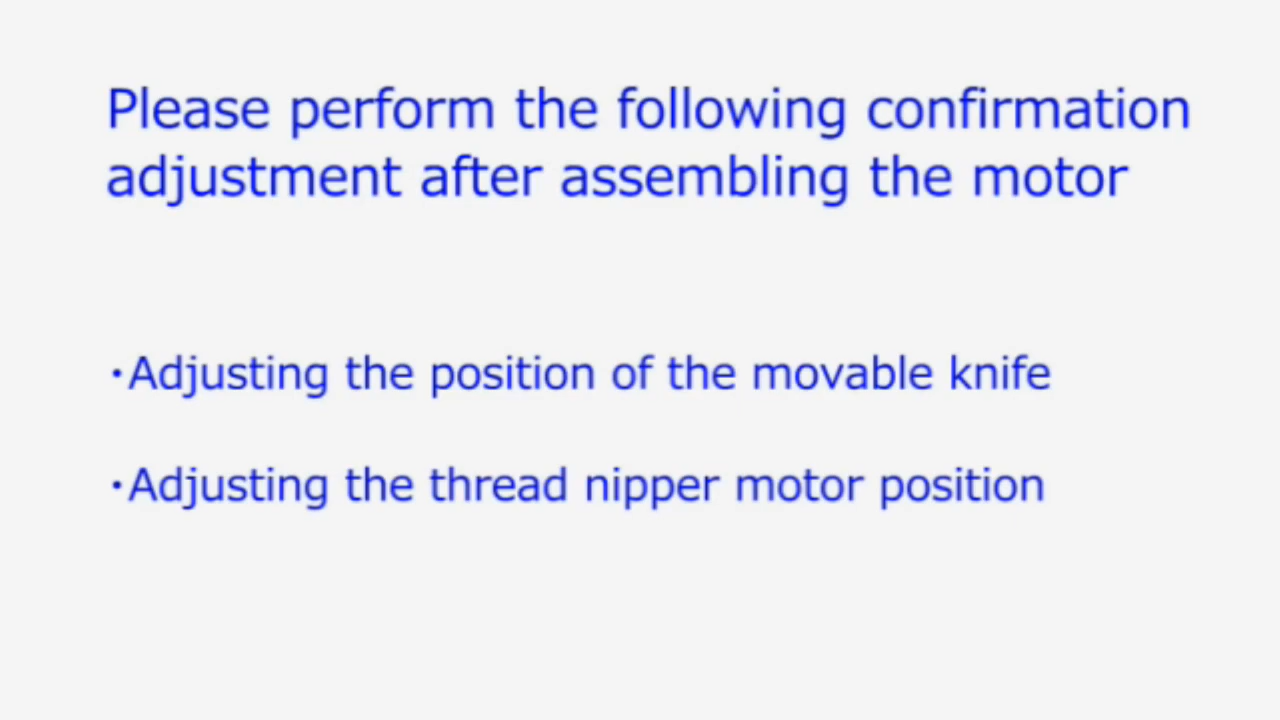 Please perform the following confirmation
adjustment after assembling the motor
・Adjusting the position of the movable knife
・Adjusting the thread nipper motor position